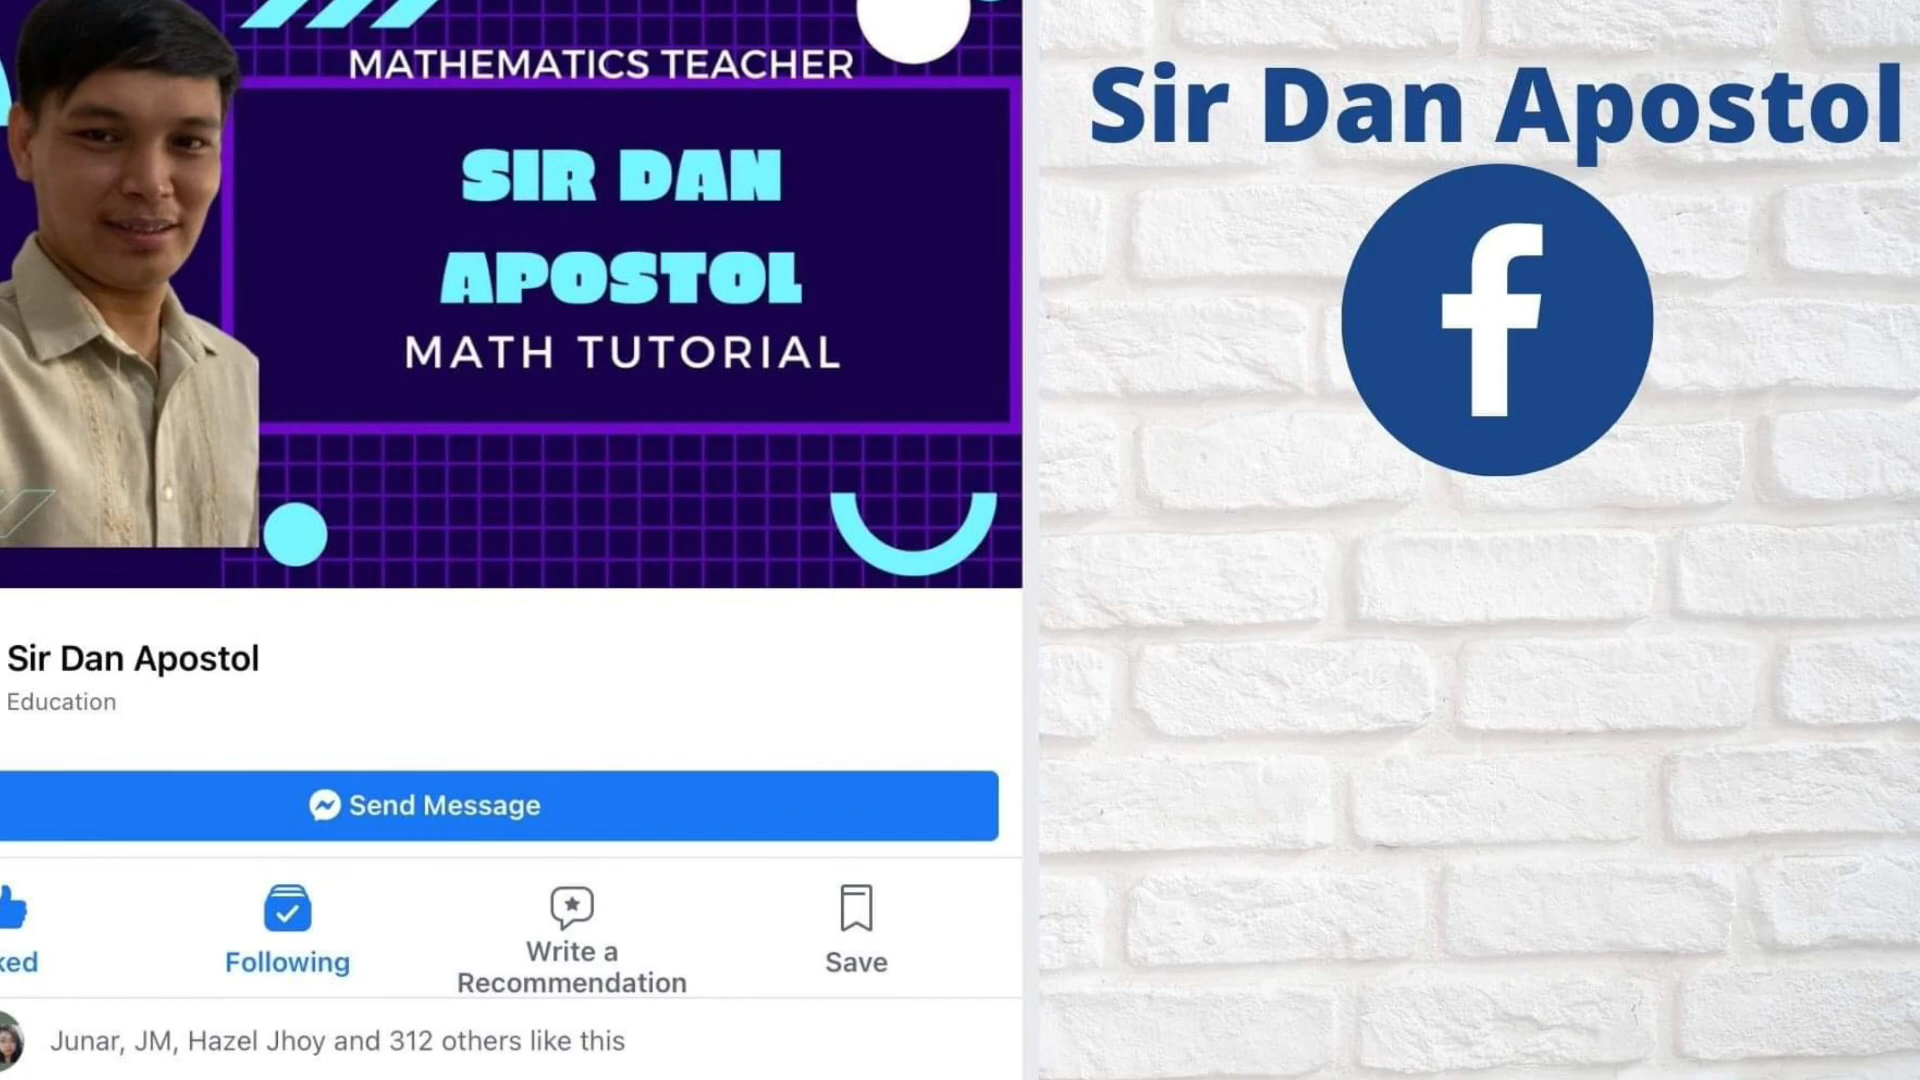 MATHEMATICS TEACHER
SIR DAN
APOSTOL
MATH TUTORIAL
Sir Dan Apostol
Education
Send Message
Following
Write a
Recommendation
Save
Junar, JM, Hazel Jhoy and 312 others like this
Sir Dan Apostol